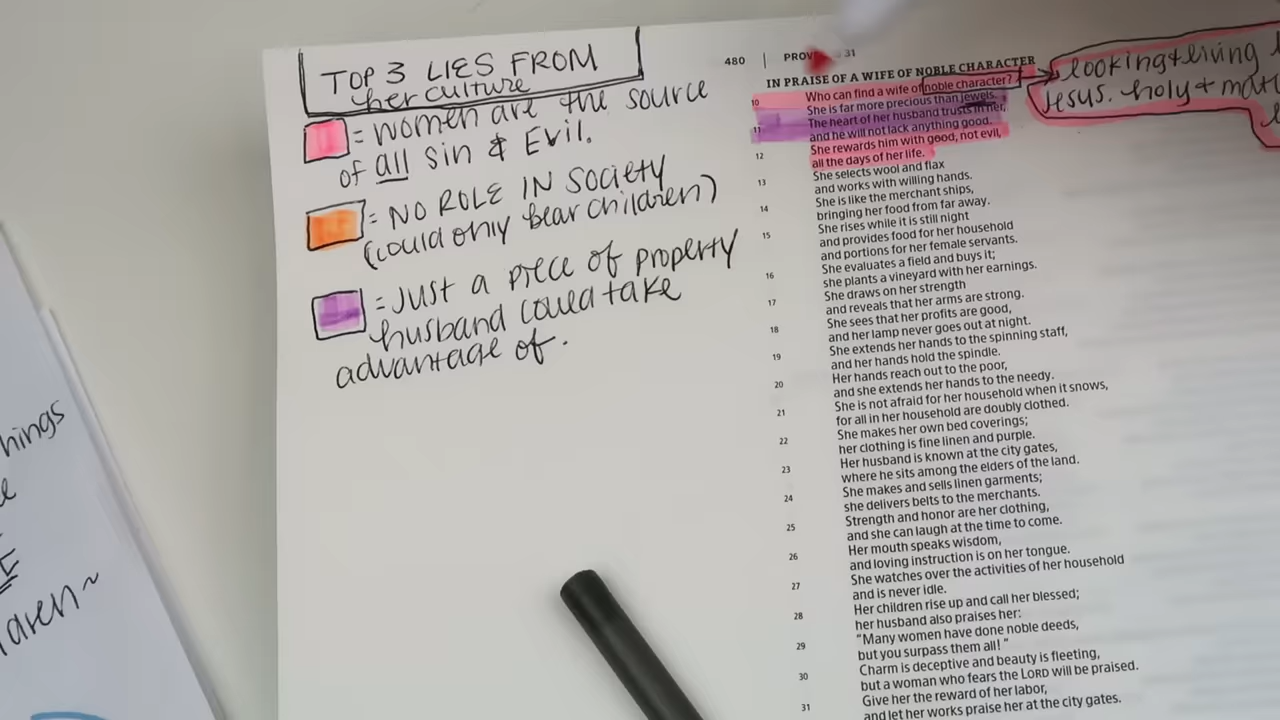 TOP 3 LIES FROM
her culture
= women are the source
of all sin & Evil.
= NO ROLE IN SOCIETY
(could only bear children)
= Just a piece of property
husband could take
advantage of.
hings
E
dren~
480 | PROV 31
IN PRAISE OF A WIFE OF NOBLE CHARACTER
10 Who can find a wife of noble character?
She is far more precious than jewels.
11 The heart of her husband trusts in her,
and he will not lack anything good.
12 She rewards him with good, not evil,
all the days of her life.
13 She selects wool and flax
and works with willing hands.
14 She is like the merchant ships,
bringing her food from far away.
15 She rises while it is still night
and provides food for her household
and portions for her female servants.
16 She evaluates a field and buys it;
she plants a vineyard with her earnings.
17 She draws on her strength
and reveals that her arms are strong.
18 She sees that her profits are good,
and her lamp never goes out at night.
19 She extends her hands to the spinning staff,
and her hands hold the spindle.
20 Her hands reach out to the poor,
and she extends her hands to the needy.
21 She is not afraid for her household when it snows,
for all in her household are doubly clothed.
22 She makes her own bed coverings;
her clothing is fine linen and purple.
23 Her husband is known at the city gates,
where he sits among the elders of the land.
24 She makes and sells linen garments;
she delivers belts to the merchants.
25 Strength and honor are her clothing,
and she can laugh at the time to come.
26 Her mouth speaks wisdom,
and loving instruction is on her tongue.
27 She watches over the activities of her household
and is never idle.
28 Her children rise up and call her blessed;
her husband also praises her:
29 “Many women have done noble deeds,
but you surpass them all!”
30 Charm is deceptive and beauty is fleeting,
but a woman who fears the LORD will be praised.
31 Give her the reward of her labor,
and let her works praise her at the city gates.
looking & living
Jesus. holy & mat